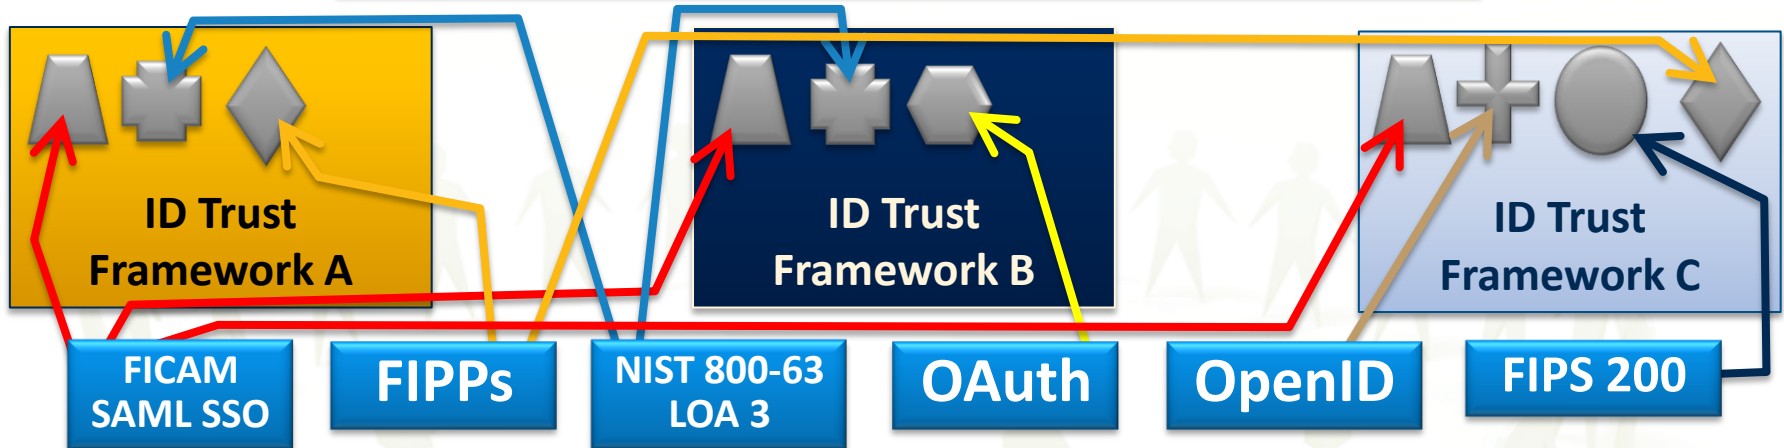 ID Trust
Framework A
ID Trust
Framework B
ID Trust
Framework C
FICAM
SAML SSO
FIPPs
NIST 800-63
LOA 3
OAuth
OpenID
FIPS 200